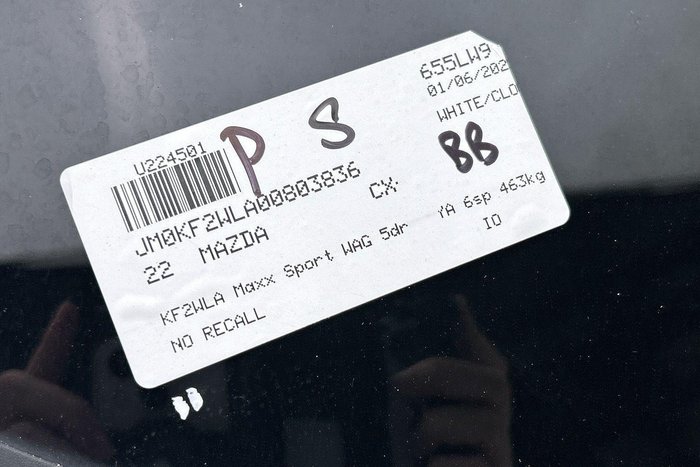 655LW9
01/06/202
WHITE/CLO
U224501
P S
BB
JM0KF2WLA00803836
22 MAZDA CX-
KF2WLA Maxx Sport WAG 5dr 6sp 463kg
NO RECALL
IO